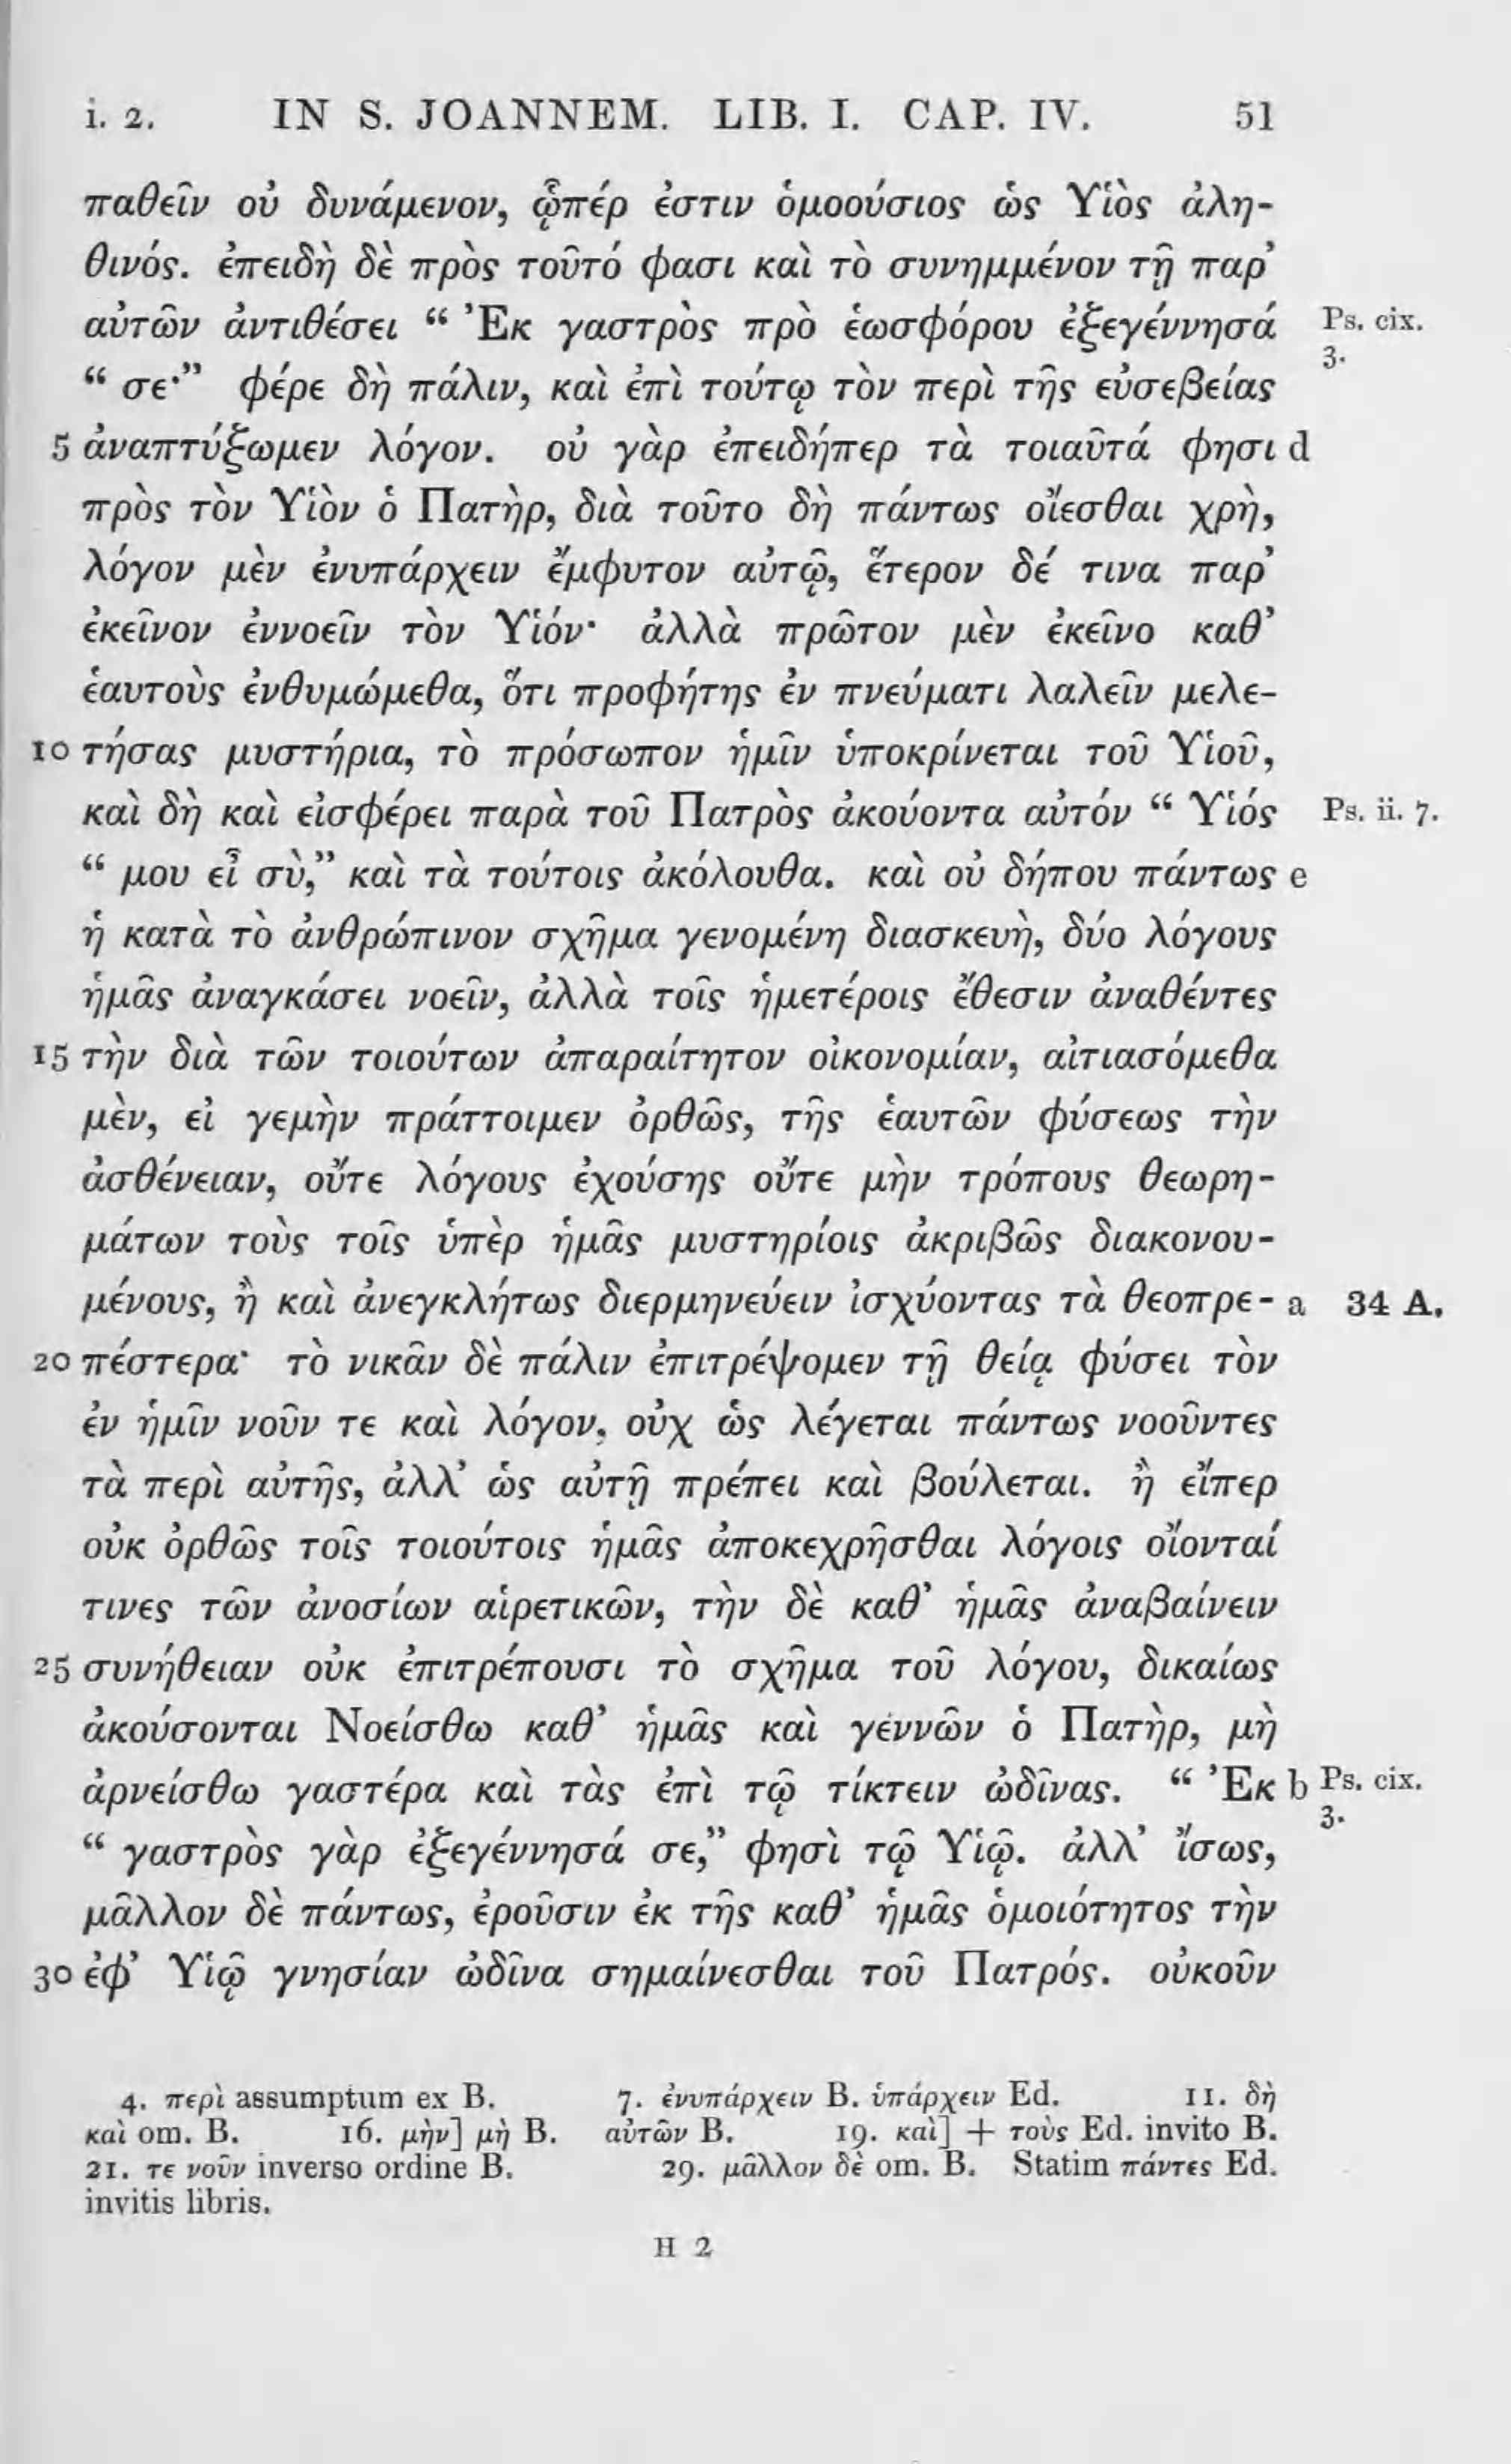 i. 2. IN S. JOANNEM. LIB. I. CAP. IV. 51
παθεῖν οὐ δυνάμενον, ᾧπέρ ἐστιν ὁμοούσιος ὡς Υἱὸς ἀλη-
θινός. ἐπειδὴ δὲ πρὸς τοῦτό φασι καὶ τὸ συνημμένον τῇ παρ’
αὐτῶν ἀντιθέσει “ Ἐκ γαστρὸς πρὸ ἑωσφόρου ἐξεγέννησά Ps. cix.
“ σε·” φέρε δὴ πάλιν, καὶ ἐπὶ τούτῳ τὸν περὶ τῆς εὐσεβείας 3.
5 ἀναπτύξωμεν λόγον. οὐ γὰρ ἐπειδήπερ τὰ τοιαῦτά φησι d
πρὸς τὸν Υἱὸν ὁ Πατὴρ, διὰ τοῦτο δὴ πάντως οἴεσθαι χρὴ,
λόγον μὲν ἐνυπάρχειν ἔμφυτον αὐτῷ, ἕτερον δέ τινα παρ’
ἐκεῖνον ἐννοεῖν τὸν Υἱόν· ἀλλὰ πρῶτον μὲν ἐκεῖνο καθ’
ἑαυτοὺς ἐνθυμώμεθα, ὅτι προφήτης ἐν πνεύματι λαλεῖν μελε-
10 τήσας μυστήρια, τὸ πρόσωπον ἡμῖν ὑποκρίνεται τοῦ Υἱοῦ,
καὶ δὴ καὶ εἰσφέρει παρὰ τοῦ Πατρὸς ἀκούοντα αὐτόν “ Υἱός Ps. ii. 7.
“ μου εἶ σὺ,” καὶ τὰ τούτοις ἀκόλουθα. καὶ οὐ δήπου πάντως e
ἡ κατὰ τὸ ἀνθρώπινον σχῆμα γενομένη διασκευὴ, δύο λόγους
ἡμᾶς ἀναγκάσει νοεῖν, ἀλλὰ τοῖς ἡμετέροις ἔθεσιν ἀναθέντες
15 τὴν διὰ τῶν τοιούτων ἀπαραίτητον οἰκονομίαν, αἰτιασόμεθα
μὲν, εἰ γεμὴν πράττοιμεν ὀρθῶς, τῆς ἑαυτῶν φύσεως τὴν
ἀσθένειαν, οὔτε λόγους ἐχούσης οὔτε μὴν τρόπους θεωρη-
μάτων τοὺς τοῖς ὑπὲρ ἡμᾶς μυστηρίοις ἀκριβῶς διακονου-
μένους, ἢ καὶ ἀνεγκλήτως διερμηνεύειν ἰσχύοντας τὰ θεοπρε- a 34 A.
20 πέστερα· τὸ νικᾶν δὲ πάλιν ἐπιτρέψομεν τῇ θείᾳ φύσει τὸν
ἐν ἡμῖν νοῦν τε καὶ λόγον, οὐχ ὡς λέγεται πάντως νοοῦντες
τὰ περὶ αὐτῆς, ἀλλ’ ὡς αὐτῇ πρέπει καὶ βούλεται. ἢ εἴπερ
οὐκ ὀρθῶς τοῖς τοιούτοις ἡμᾶς ἀποκεχρῆσθαι λόγοις οἴονταί
τινες τῶν ἀνοσίων αἱρετικῶν, τὴν δὲ καθ’ ἡμᾶς ἀναβαίνειν
25 συνήθειαν οὐκ ἐπιτρέπουσι τὸ σχῆμα τοῦ λόγου, δικαίως
ἀκούσονται Νοείσθω καθ’ ἡμᾶς καὶ γέννῶν ὁ Πατὴρ, μὴ
ἀρνείσθω γαστέρα καὶ τὰς ἐπὶ τῷ τίκτειν ὠδῖνας. “ Ἐκ b Ps. cix.
“ γαστρὸς γὰρ ἐξεγέννησά σε,” φησὶ τῷ Υἱῷ. ἀλλ’ ἴσως, 3.
μᾶλλον δὲ πάντως, ἐροῦσιν ἐκ τῆς καθ’ ἡμᾶς ὁμοιότητος τὴν
30 ἐφ’ Υἱῷ γνησίαν ὠδῖνα σημαίνεσθαι τοῦ Πατρός. οὐκοῦν
4. περὶ assumptum ex B. 7. ἐνυπάρχειν B. ὑπάρχειν Ed. 11. δὴ
καὶ om. B. 16. μὴν] μὴ B. αὐτῶν B. 19. καὶ] + τοὺς Ed. invito B.
21. τε νοῦν inverso ordine B. 29. μᾶλλον δὲ om. B. Statim πάντες Ed.
invitis libris.
H 2